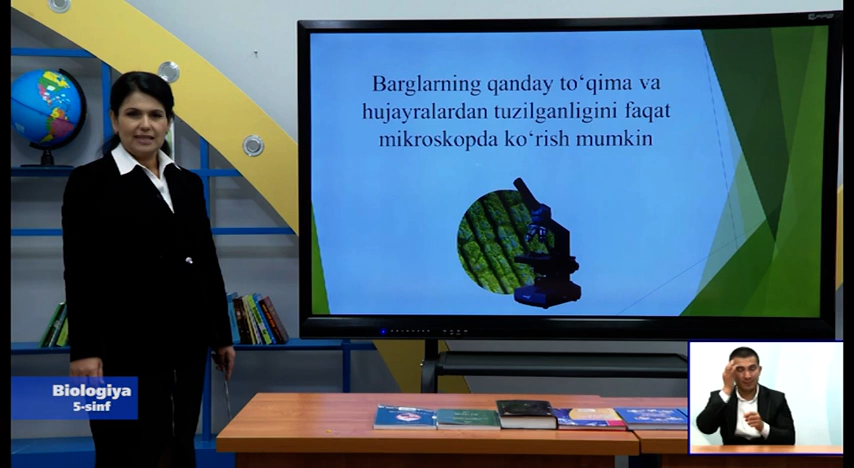 Barglarning qanday to‘qima va
hujayralardan tuzilganligini faqat
mikroskopda ko‘rish mumkin
Biologiya
5-sinf